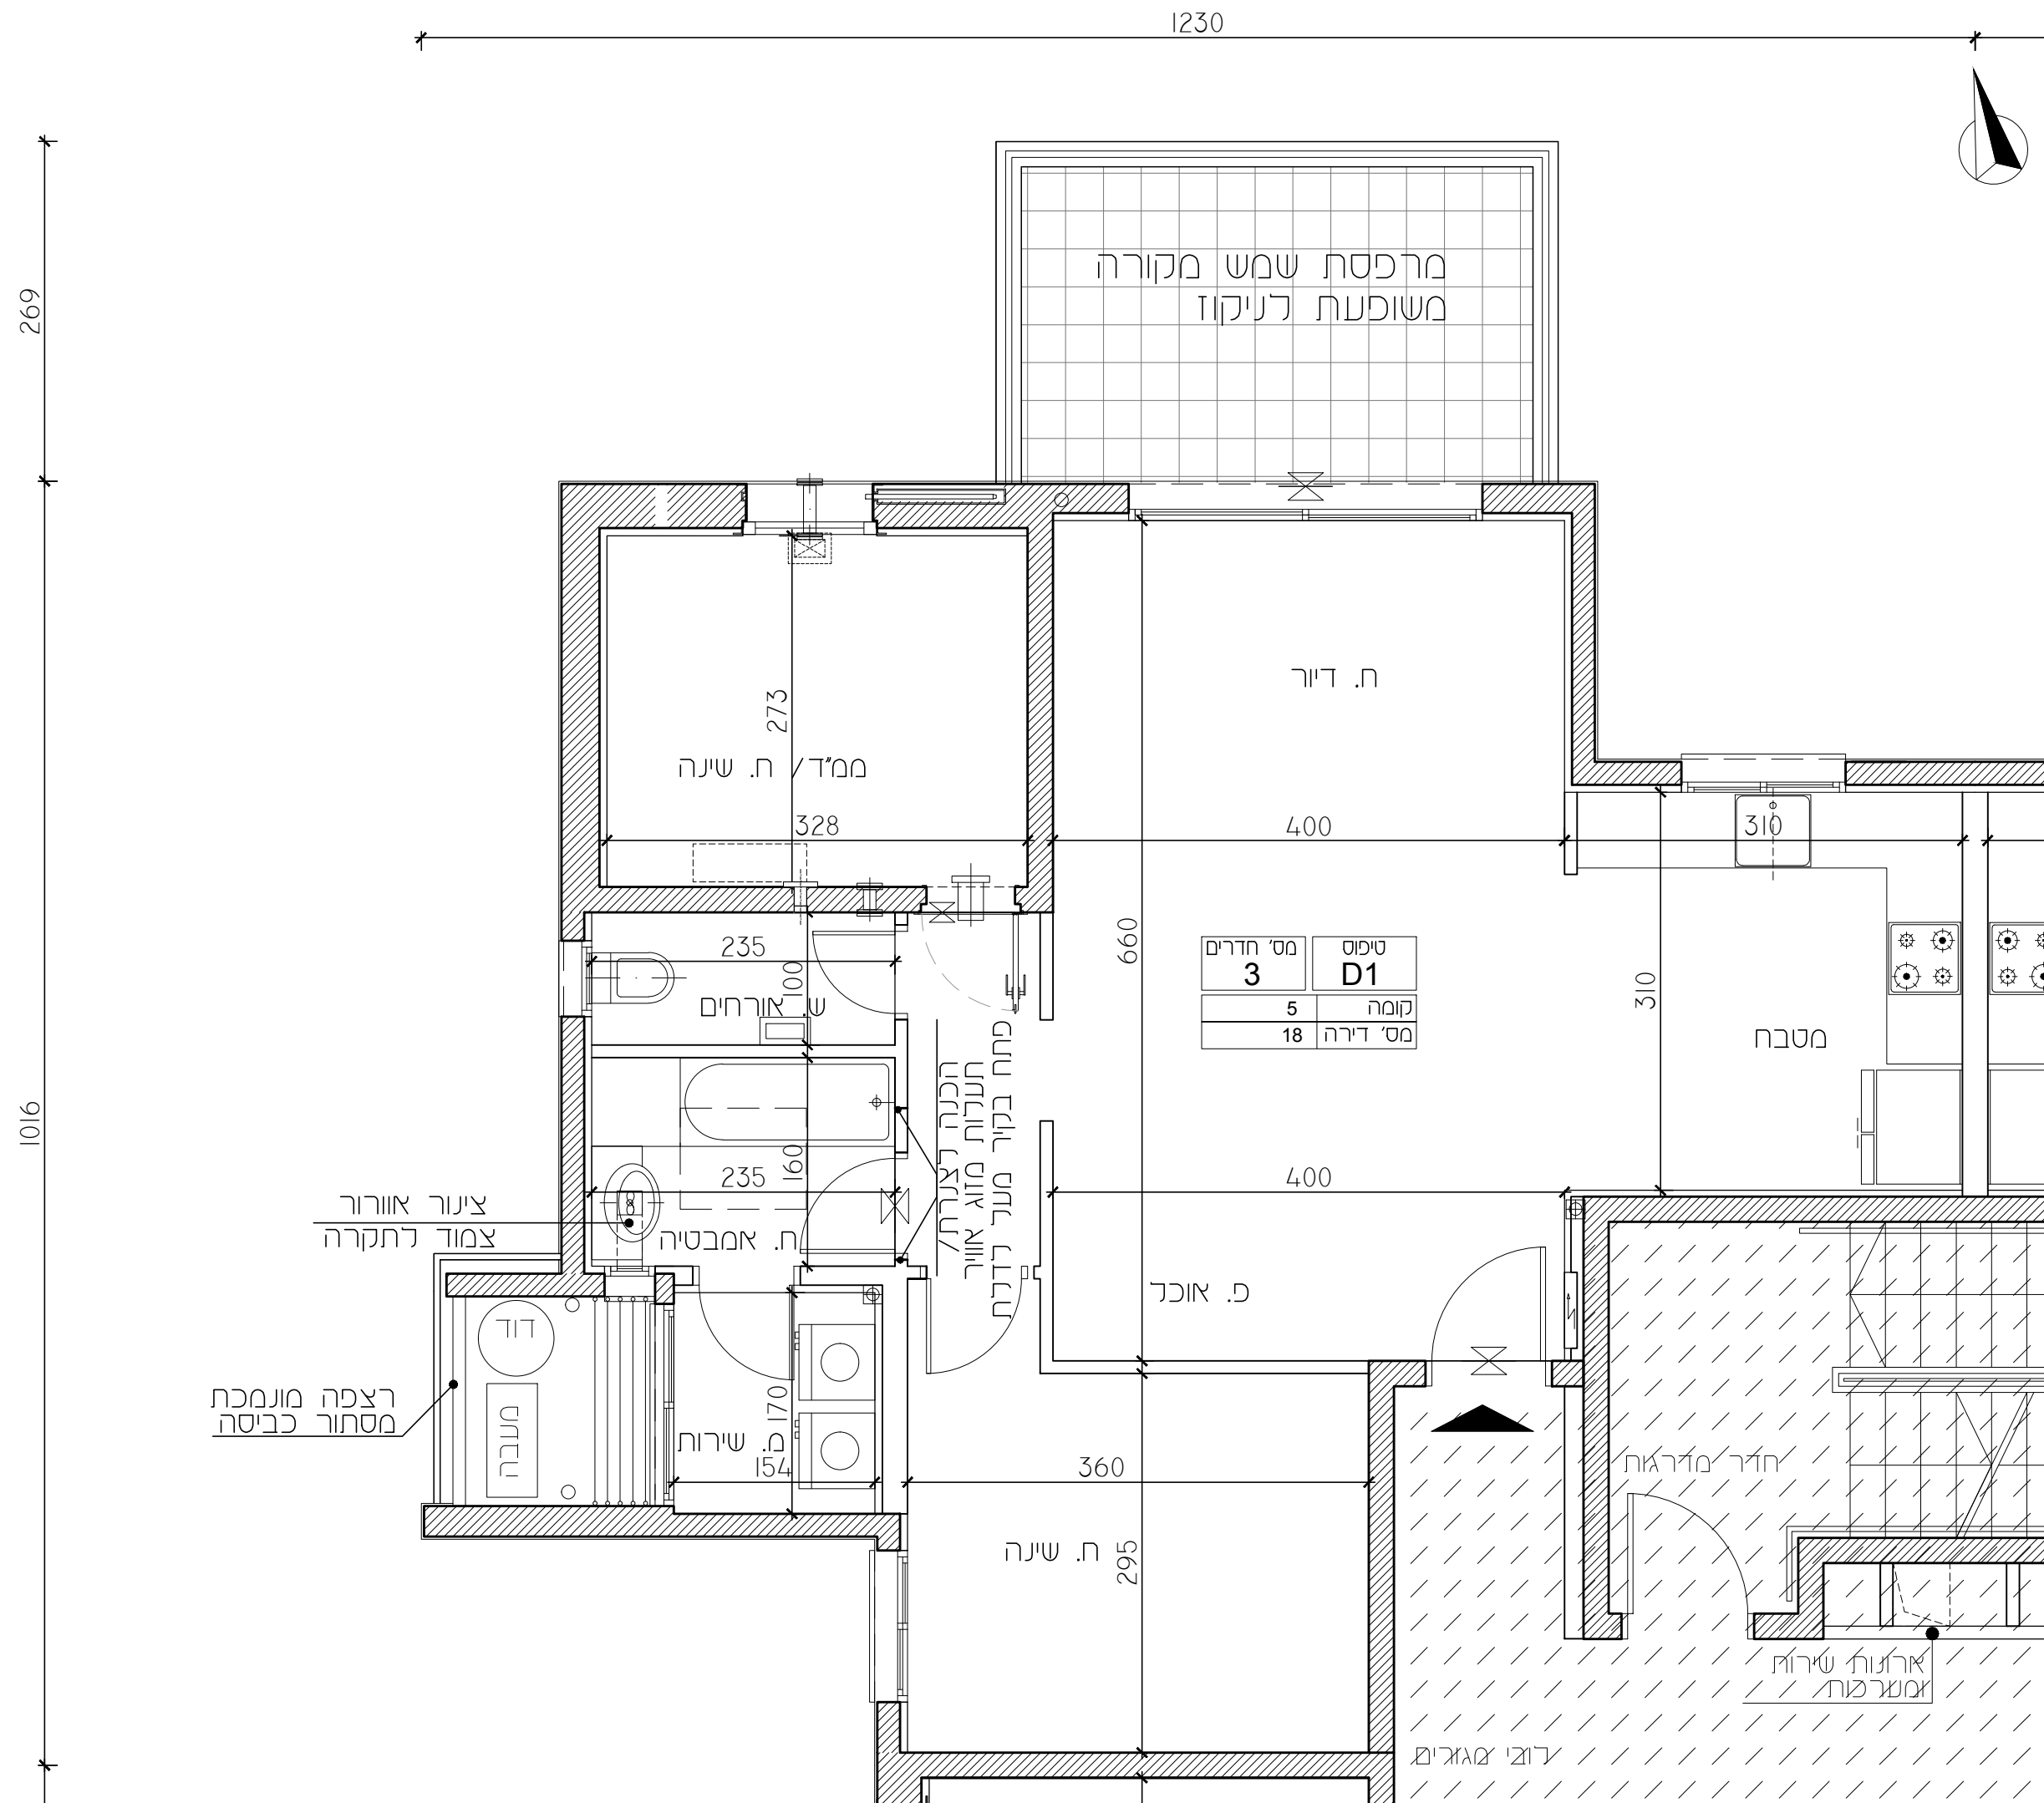 1230
269
מרפסת שמש מקורה
משופעת לניקוז
ח. דיור
273
ממ"ד/ ח. שינה
328
400
310
660
מס' חדרים
3
טיפוס
D1
קומה 5
מס' דירה 18
310
מטבח
235
100
ש. אורחים
1016
הכנה לצנרת/
תעלות מזוג אוויר
פתח בקיר מעל לדלת
160
235
400
צינור אוורור
צמוד לתקרה
ח. אמבטיה
פ. אוכל
דוד
רצפה מונמכת
מסתור כביסה
מעבה
170
מ. שירות
154
360
חדר מדרגות
ח. שינה
295
ארונות שירות
ומערכות
לובי מגורים